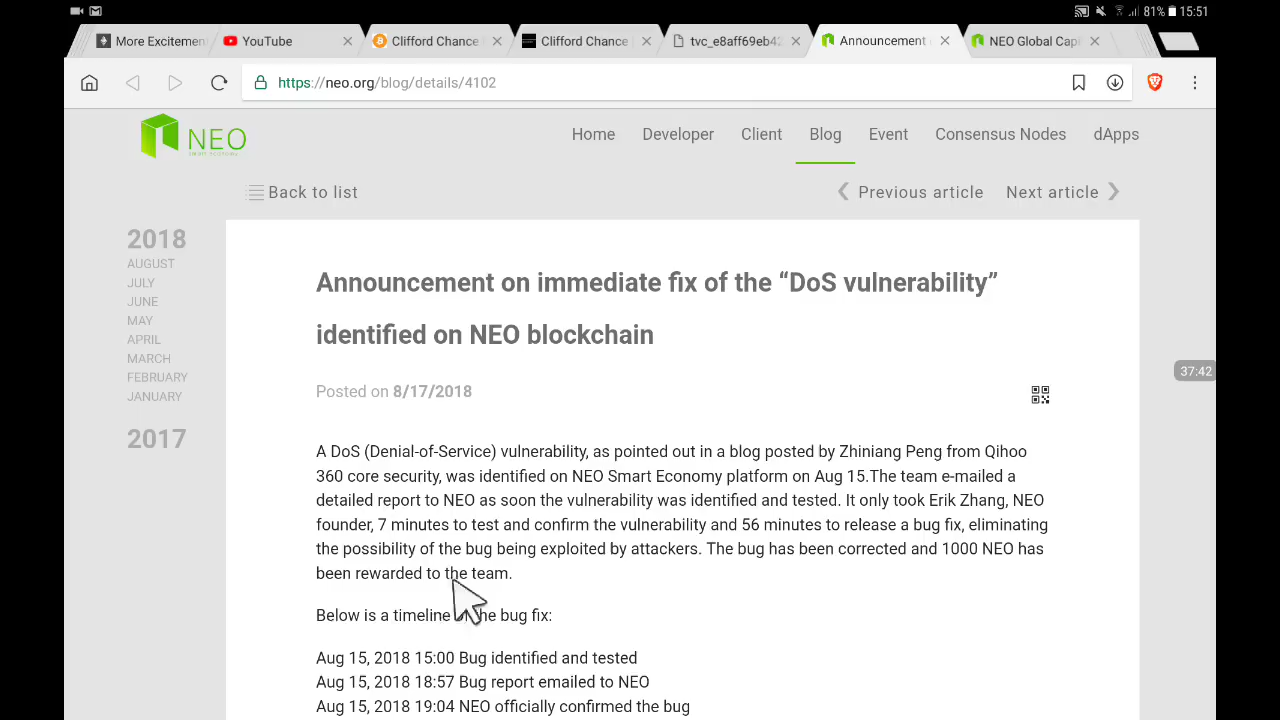 81% 15:51
More Excitemen
YouTube
Clifford Chance
Clifford Chance
tvc_e8aff69eb42
Announcement
NEO Global Capi
https://neo.org/blog/details/4102
NEO
Home Developer Client Blog Event Consensus Nodes dApps
Back to list
Previous article Next article
2018
AUGUST
JULY
JUNE
MAY
APRIL
MARCH
FEBRUARY
JANUARY
2017
Announcement on immediate fix of the “DoS vulnerability”
identified on NEO blockchain
Posted on 8/17/2018
37:42
A DoS (Denial-of-Service) vulnerability, as pointed out in a blog posted by Zhiniang Peng from Qihoo
360 core security, was identified on NEO Smart Economy platform on Aug 15.The team e-mailed a
detailed report to NEO as soon the vulnerability was identified and tested. It only took Erik Zhang, NEO
founder, 7 minutes to test and confirm the vulnerability and 56 minutes to release a bug fix, eliminating
the possibility of the bug being exploited by attackers. The bug has been corrected and 1000 NEO has
been rewarded to the team.
Below is a timeline of the bug fix:
Aug 15, 2018 15:00 Bug identified and tested
Aug 15, 2018 18:57 Bug report emailed to NEO
Aug 15, 2018 19:04 NEO officially confirmed the bug